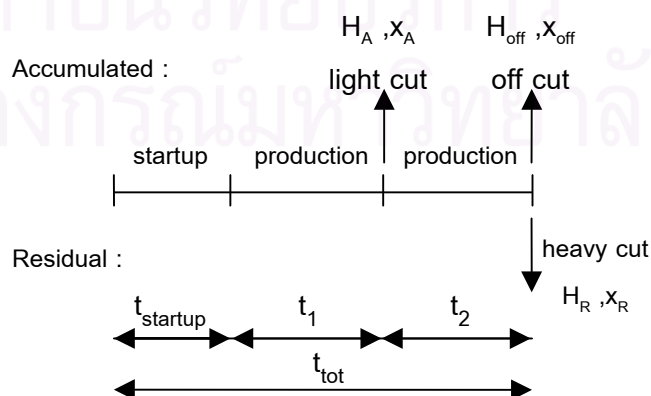 H_A ,x_A H_off ,x_off
Accumulated :
light cut off cut
startup production production
heavy cut
Residual :
H_R ,x_R
t_startup t_1 t_2
t_tot